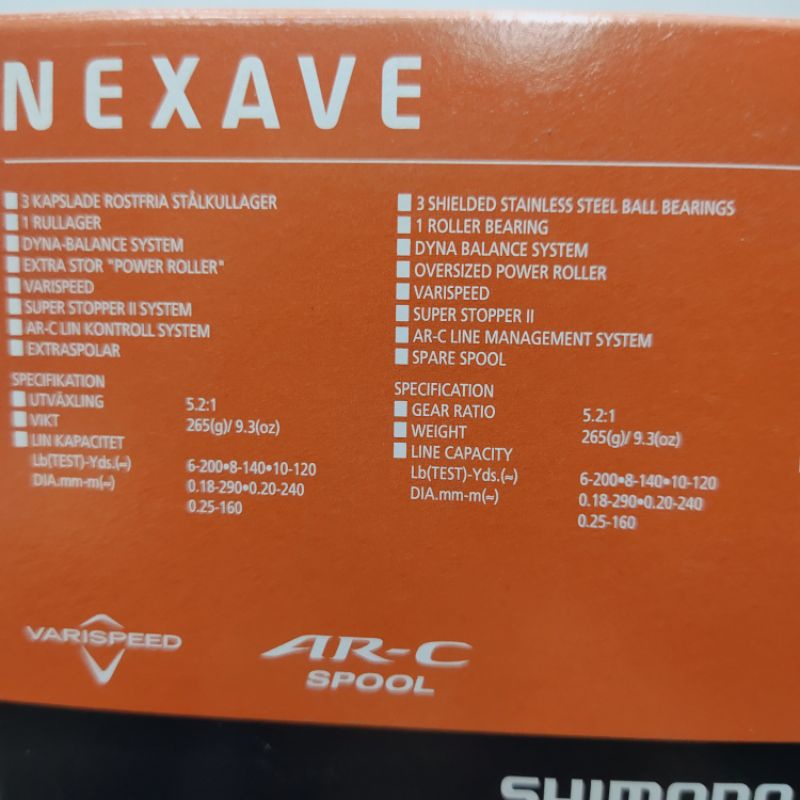 NEXAVE
3 KAPSLADE ROSTFRIA STÅLKULLAGER
1 RULLAGER
DYNA-BALANCE SYSTEM
EXTRA STOR "POWER ROLLER"
VARISPEED
SUPER STOPPER II SYSTEM
AR-C LIN KONTROLL SYSTEM
EXTRASPOLAR
SPECIFIKATION
UTVÄXLING 5.2:1
VIKT 265(g)/ 9.3(oz)
LIN KAPACITET
Lb(TEST)-Yds.(≈) 6-200•8-140•10-120
DIA.mm-m(≈) 0.18-290•0.20-240
0.25-160
3 SHIELDED STAINLESS STEEL BALL BEARINGS
1 ROLLER BEARING
DYNA BALANCE SYSTEM
OVERSIZED POWER ROLLER
VARISPEED
SUPER STOPPER II
AR-C LINE MANAGEMENT SYSTEM
SPARE SPOOL
SPECIFICATION
GEAR RATIO 5.2:1
WEIGHT 265(g)/ 9.3(oz)
LINE CAPACITY
Lb(TEST)-Yds.(≈) 6-200•8-140•10-120
DIA.mm-m(≈) 0.18-290•0.20-240
0.25-160
VARISPEED
AR-C
SPOOL
SHIMANO